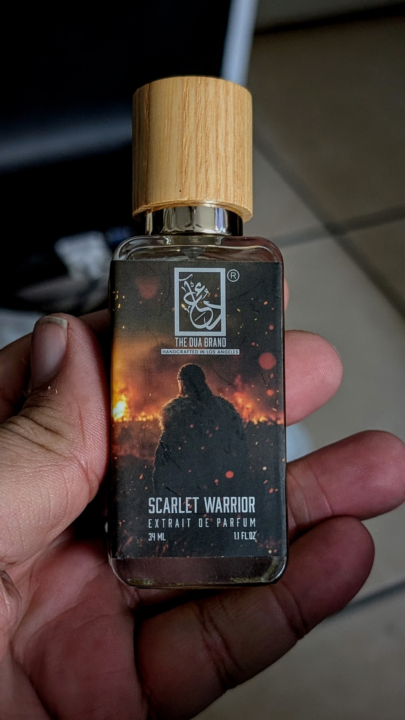 ®
THE DUA BRAND
HANDCRAFTED IN LOS ANGELES
SCARLET WARRIOR
EXTRAIT DE PARFUM
34 ML 1.1 FL.OZ